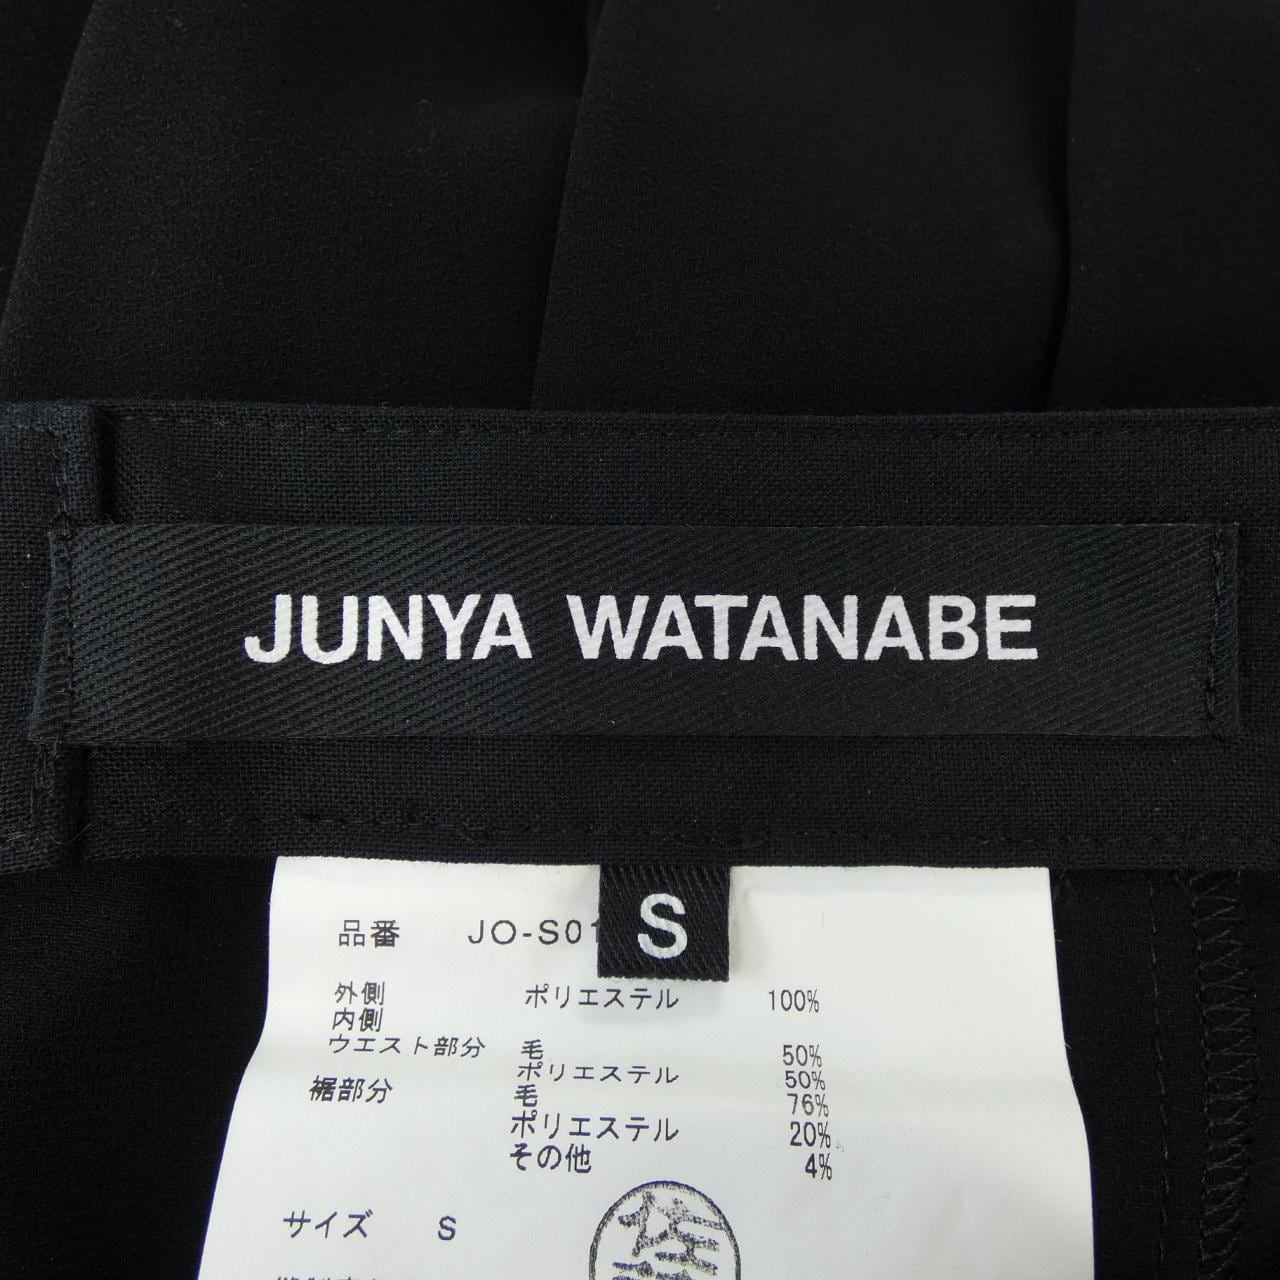 JUNYA WATANABE
S
品番 JO-S01
外側 ポリエステル 100%
内側
ウエスト部分 毛 50%
ポリエステル 50%
裾部分 毛 76%
ポリエステル 20%
その他 4%
サイズ S